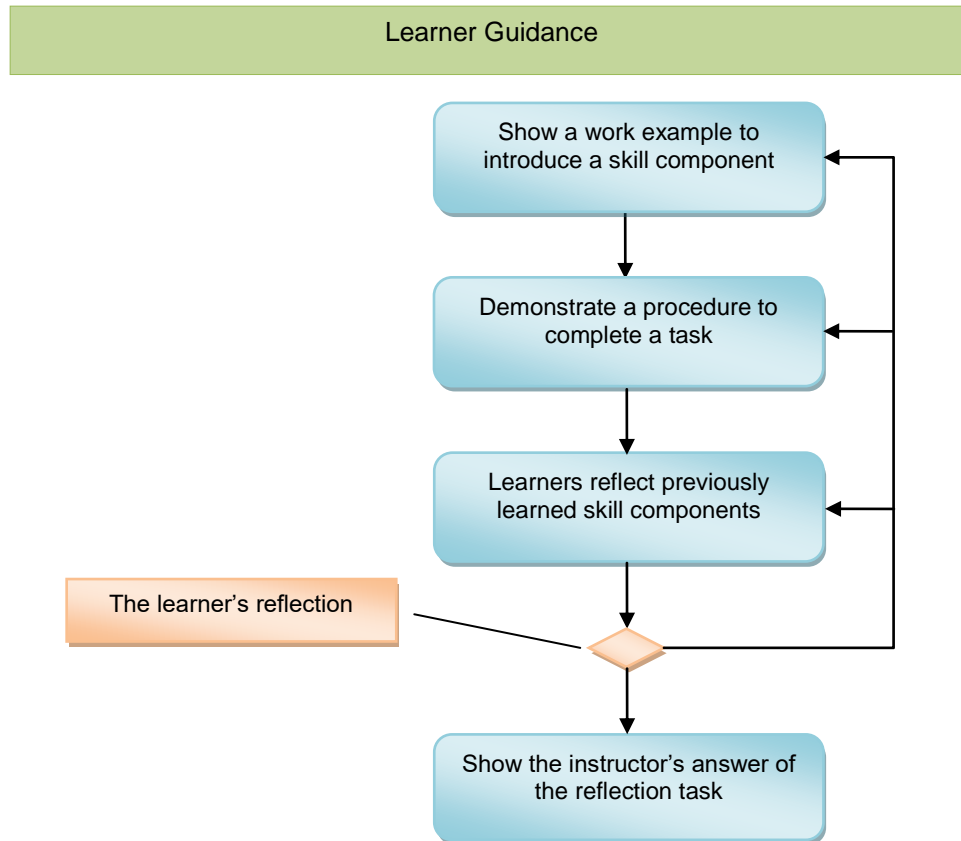 Learner Guidance
Show a work example to
introduce a skill component
Demonstrate a procedure to
complete a task
Learners reflect previously
learned skill components
The learner’s reflection
Show the instructor’s answer of
the reflection task